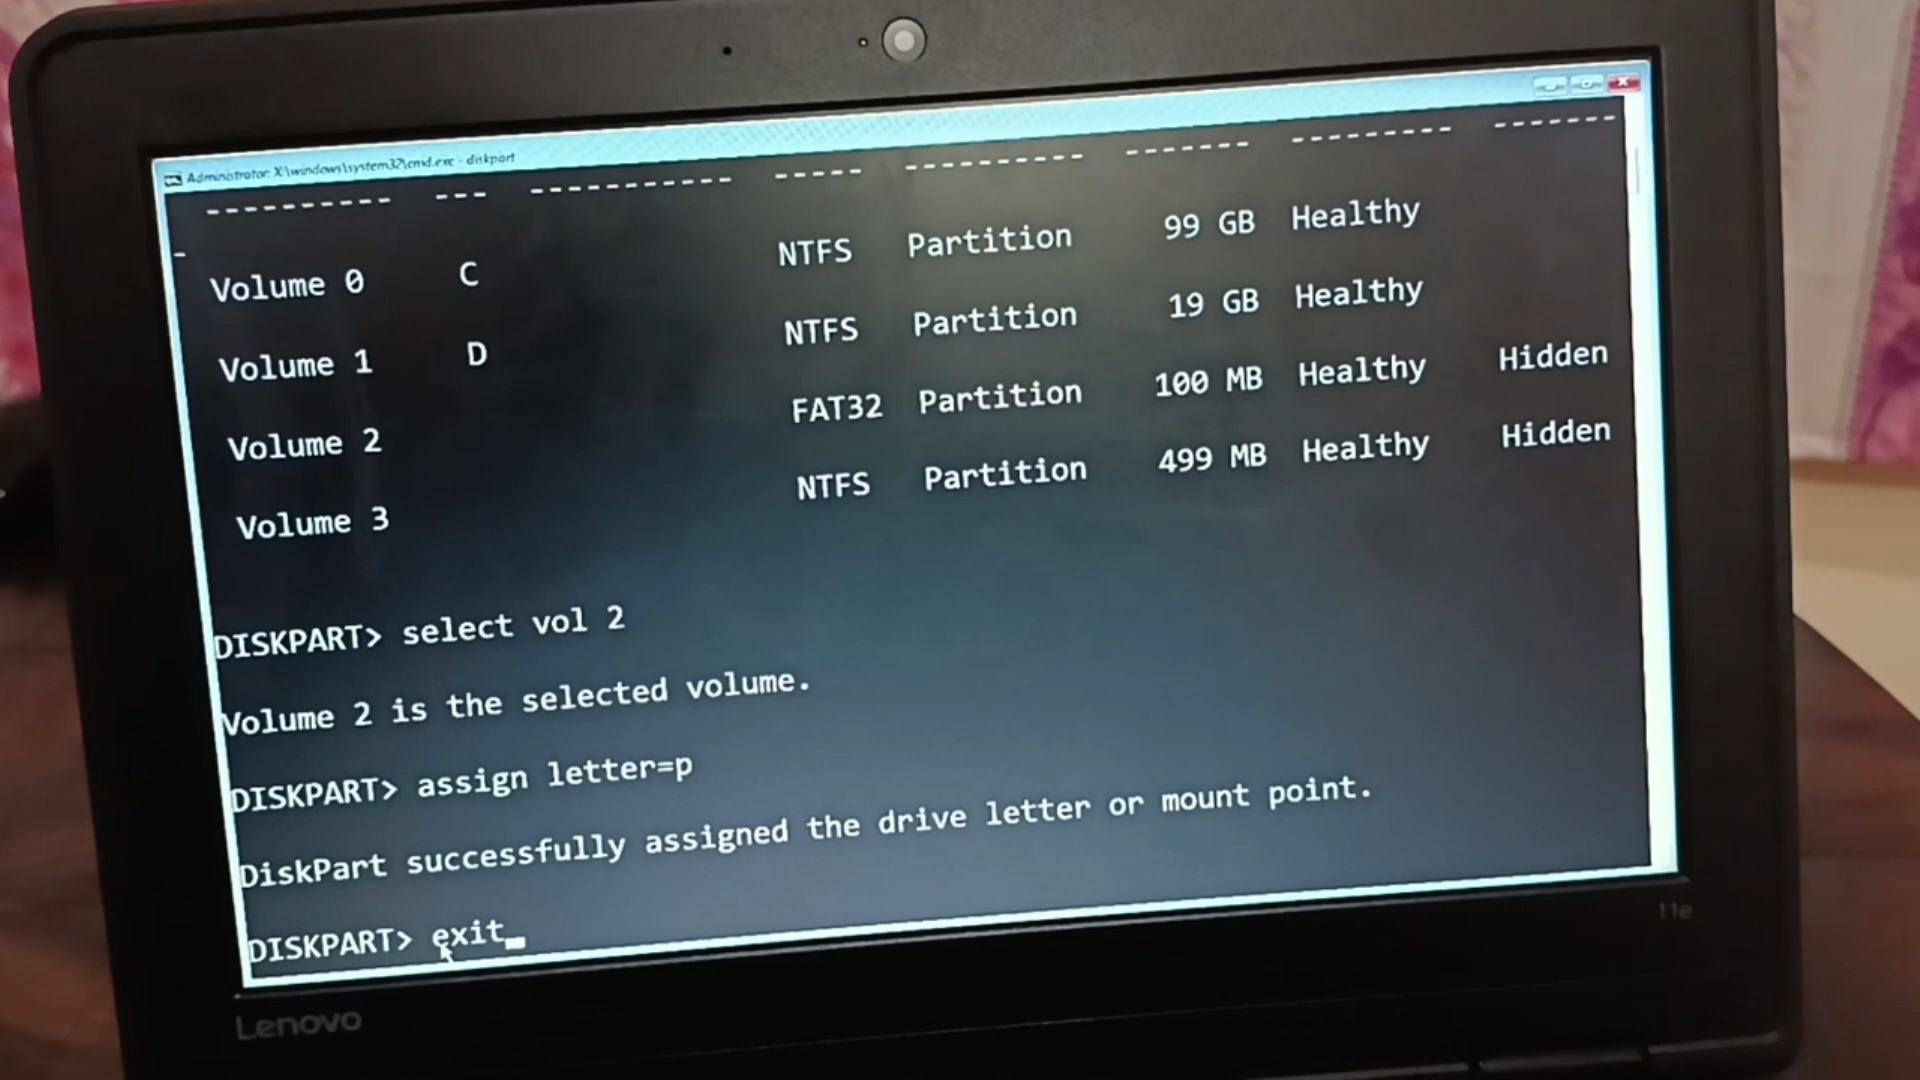 Administrator: X:\windows\system32\cmd.exe - diskpart
---------- --- ----------- ----- ---------- ------- --------- -------
-
Volume 0 C NTFS Partition 99 GB Healthy
Volume 1 D NTFS Partition 19 GB Healthy
Volume 2 FAT32 Partition 100 MB Healthy Hidden
Volume 3 NTFS Partition 499 MB Healthy Hidden
DISKPART> select vol 2
Volume 2 is the selected volume.
DISKPART> assign letter=p
DiskPart successfully assigned the drive letter or mount point.
DISKPART> exit
11e
Lenovo